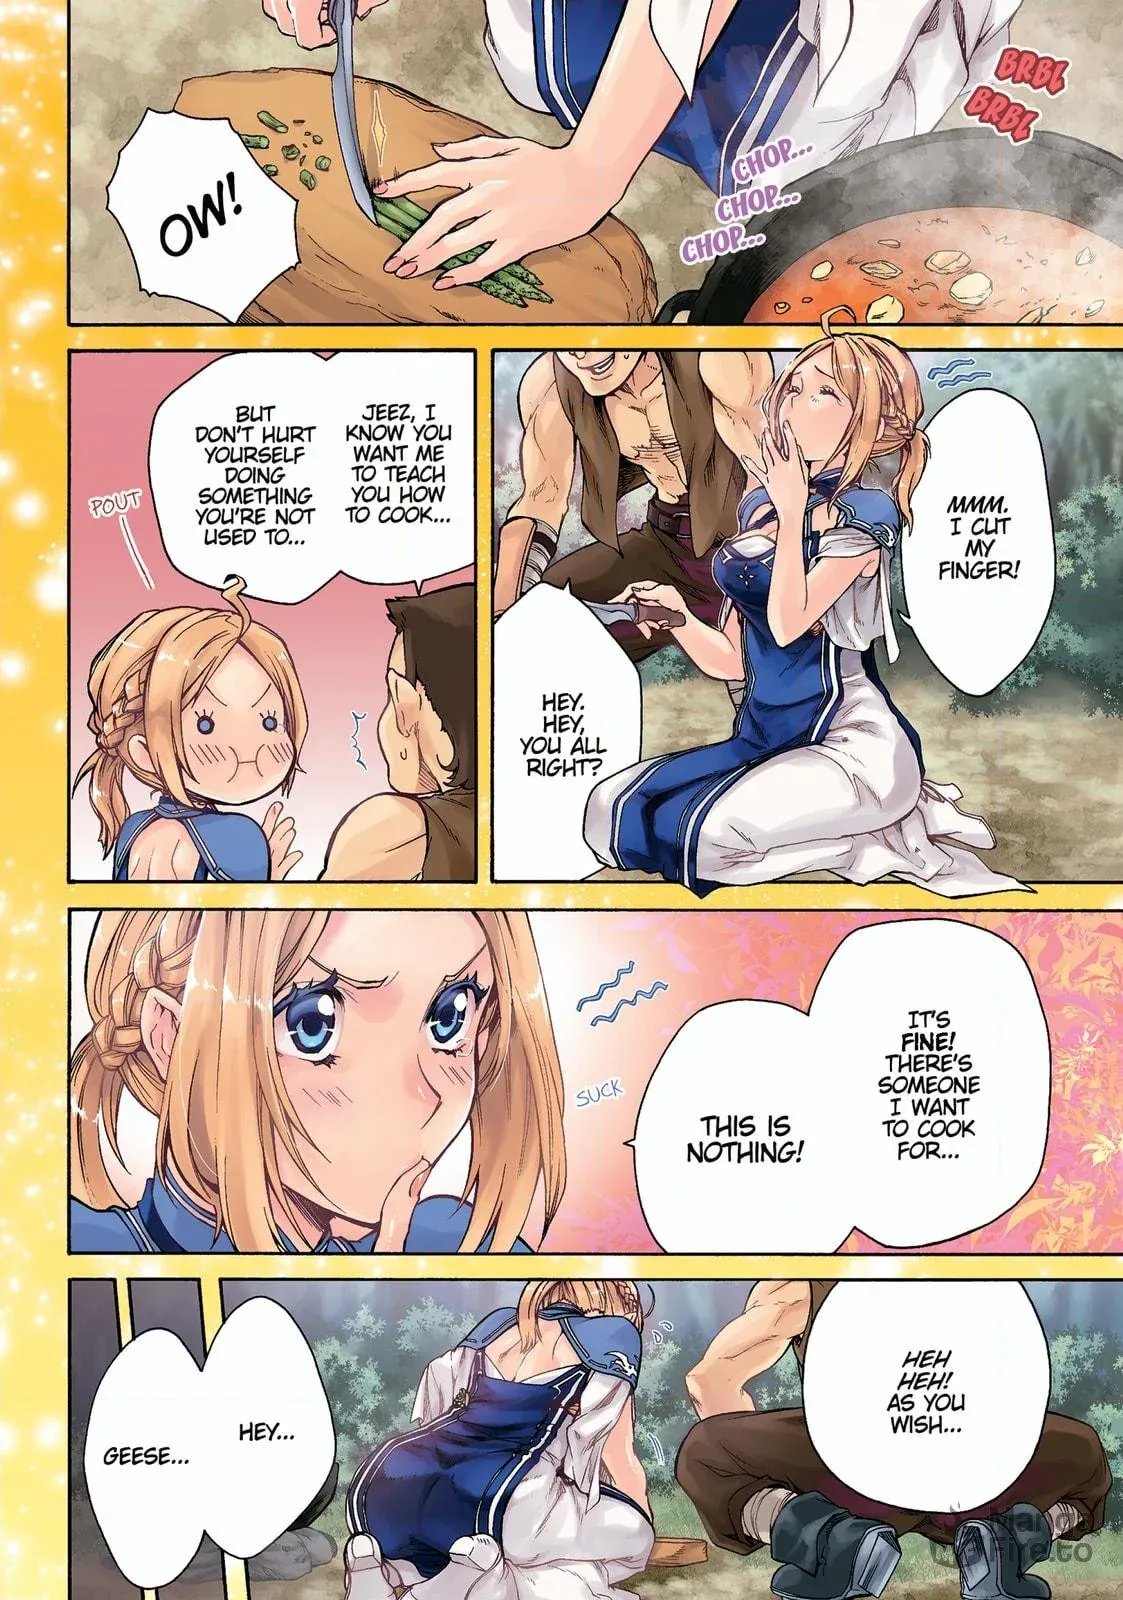 BRBL
BRBL
CHOP...
CHOP...
CHOP...
OW!
MMM.
I CUT
MY
FINGER!
HEY.
HEY,
YOU ALL
RIGHT?
JEEZ, I
KNOW YOU
WANT ME
TO TEACH
YOU HOW
TO COOK...
BUT
DON'T HURT
YOURSELF
DOING
SOMETHING
YOU'RE NOT
USED TO...
POUT
IT'S
FINE!
THERE'S
SOMEONE
I WANT
TO COOK
FOR...
THIS IS
NOTHING!
SUCK
HEH
HEH!
AS YOU
WISH...
HEY...
GEESE...
Manga
Fire.to